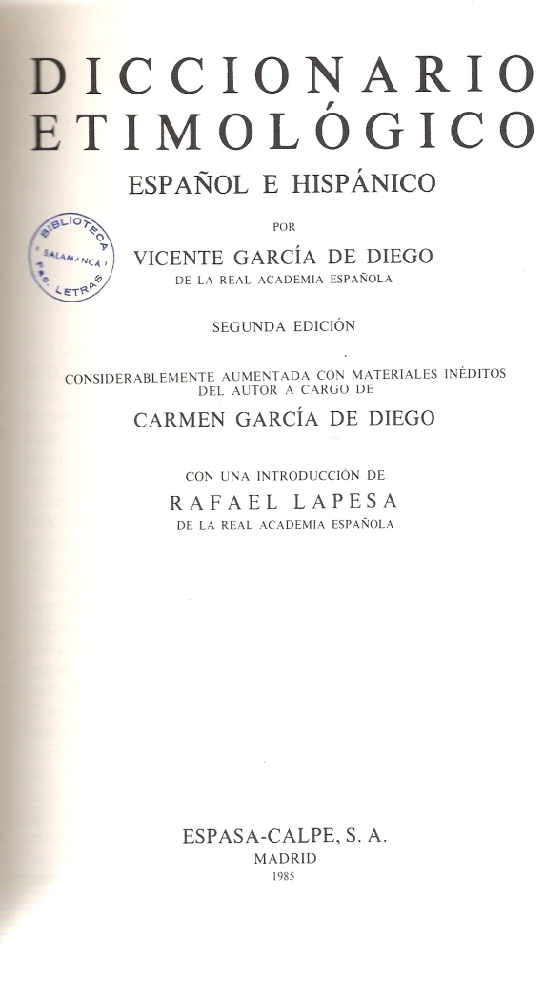 DICCIONARIO
ETIMOLÓGICO
ESPAÑOL E HISPÁNICO
POR
VICENTE GARCÍA DE DIEGO
DE LA REAL ACADEMIA ESPAÑOLA
BIBLIOTECA
SALAMANCA
FAC. LETRAS
SEGUNDA EDICIÓN
CONSIDERABLEMENTE AUMENTADA CON MATERIALES INÉDITOS
DEL AUTOR A CARGO DE
CARMEN GARCÍA DE DIEGO
CON UNA INTRODUCCIÓN DE
RAFAEL LAPESA
DE LA REAL ACADEMIA ESPAÑOLA
ESPASA-CALPE, S. A.
MADRID
1985